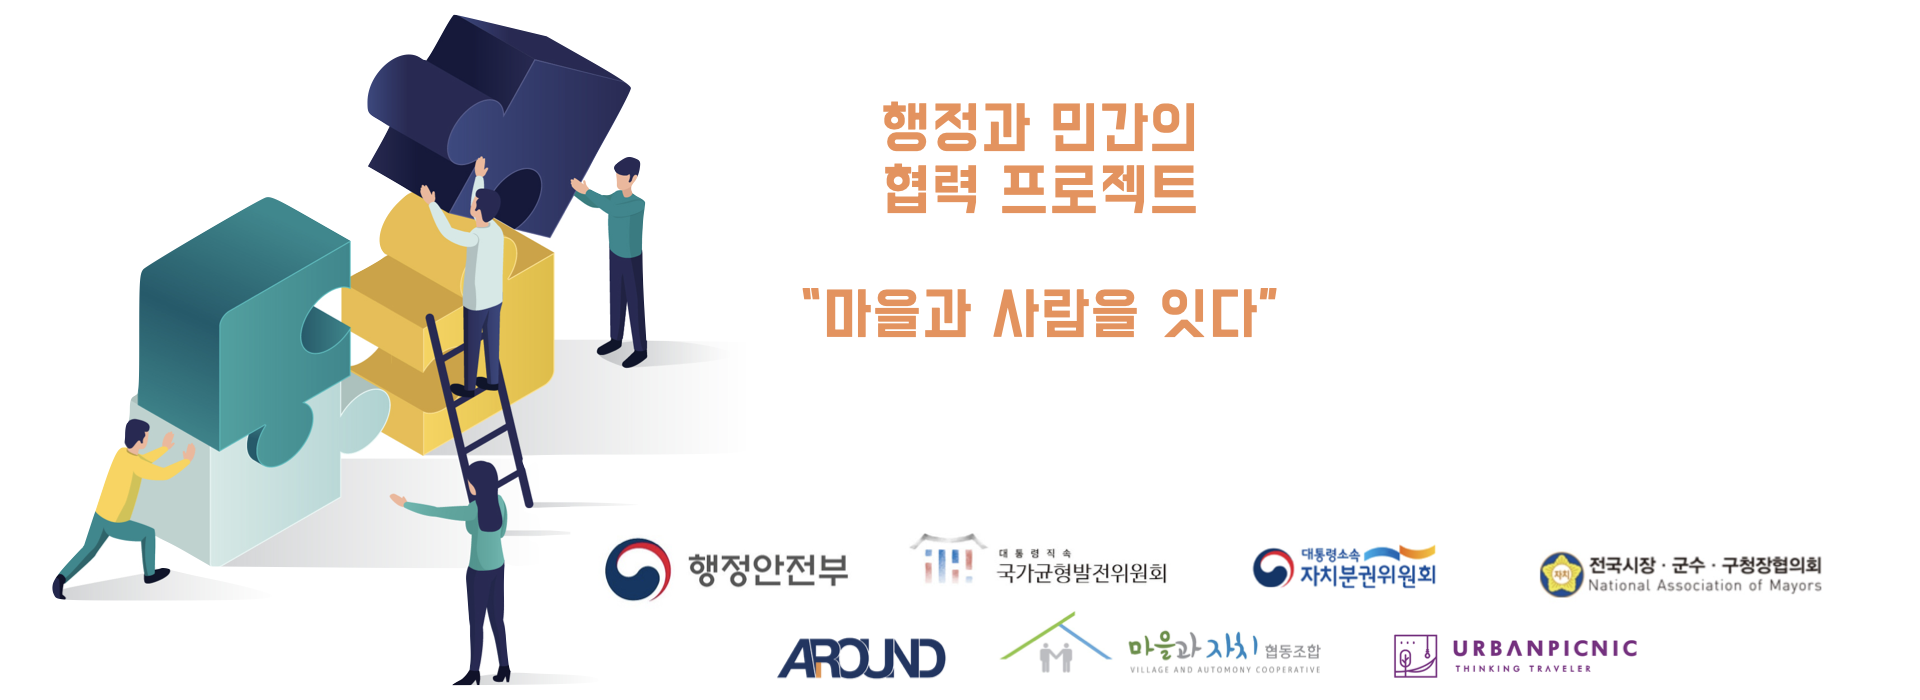 행정과 민간의
협력 프로젝트
“마을과 사람을 잇다”
행정안전부
대통령직속
국가균형발전위원회
대통령소속
자치분권위원회
자치
전국시장·군수·구청장협의회
National Association of Mayors
AROUND
마을과 자치 협동조합
VILLAGE AND AUTOMONY COOPERATIVE
URBANPICNIC
THINKING TRAVELER